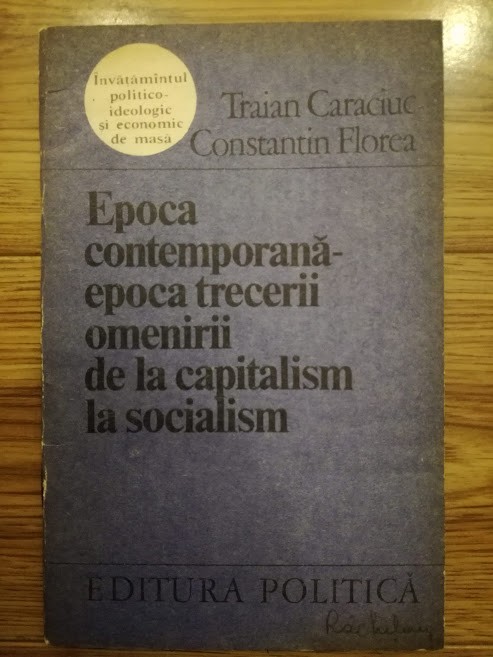 Învățămîntul
politico-
ideologic
și economic
de masă
Traian Caraciuc
Constantin Florea
Epoca
contemporană-
epoca trecerii
omenirii
de la capitalism
la socialism
EDITURA POLITICĂ